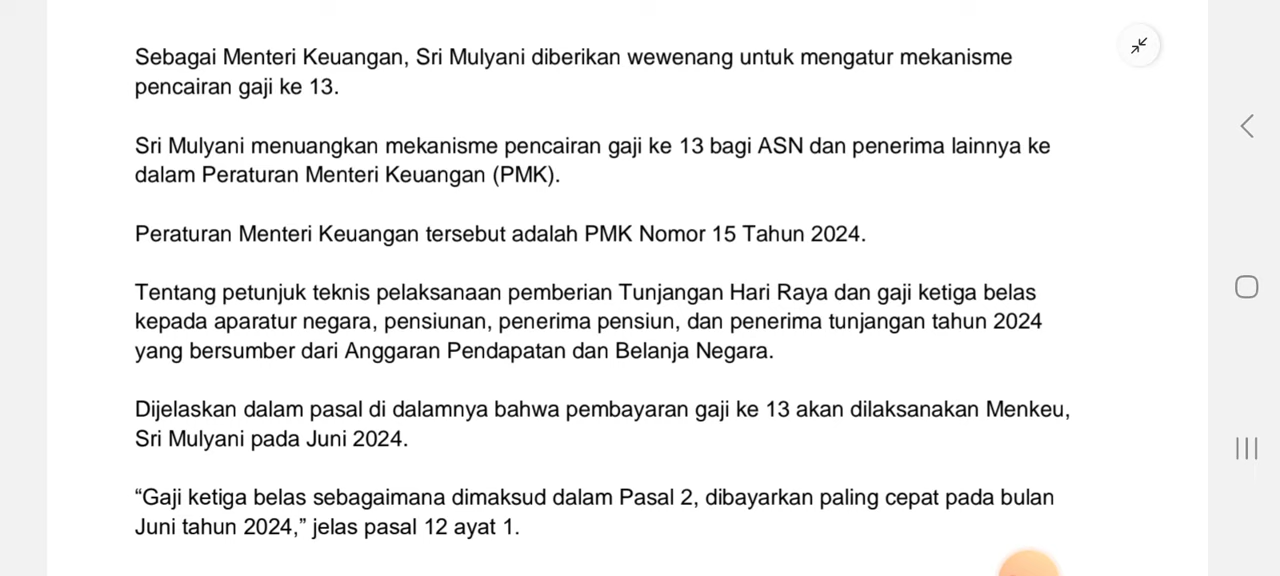 Sebagai Menteri Keuangan, Sri Mulyani diberikan wewenang untuk mengatur mekanisme
pencairan gaji ke 13.
Sri Mulyani menuangkan mekanisme pencairan gaji ke 13 bagi ASN dan penerima lainnya ke
dalam Peraturan Menteri Keuangan (PMK).
Peraturan Menteri Keuangan tersebut adalah PMK Nomor 15 Tahun 2024.
Tentang petunjuk teknis pelaksanaan pemberian Tunjangan Hari Raya dan gaji ketiga belas
kepada aparatur negara, pensiunan, penerima pensiun, dan penerima tunjangan tahun 2024
yang bersumber dari Anggaran Pendapatan dan Belanja Negara.
Dijelaskan dalam pasal di dalamnya bahwa pembayaran gaji ke 13 akan dilaksanakan Menkeu,
Sri Mulyani pada Juni 2024.
“Gaji ketiga belas sebagaimana dimaksud dalam Pasal 2, dibayarkan paling cepat pada bulan
Juni tahun 2024,” jelas pasal 12 ayat 1.